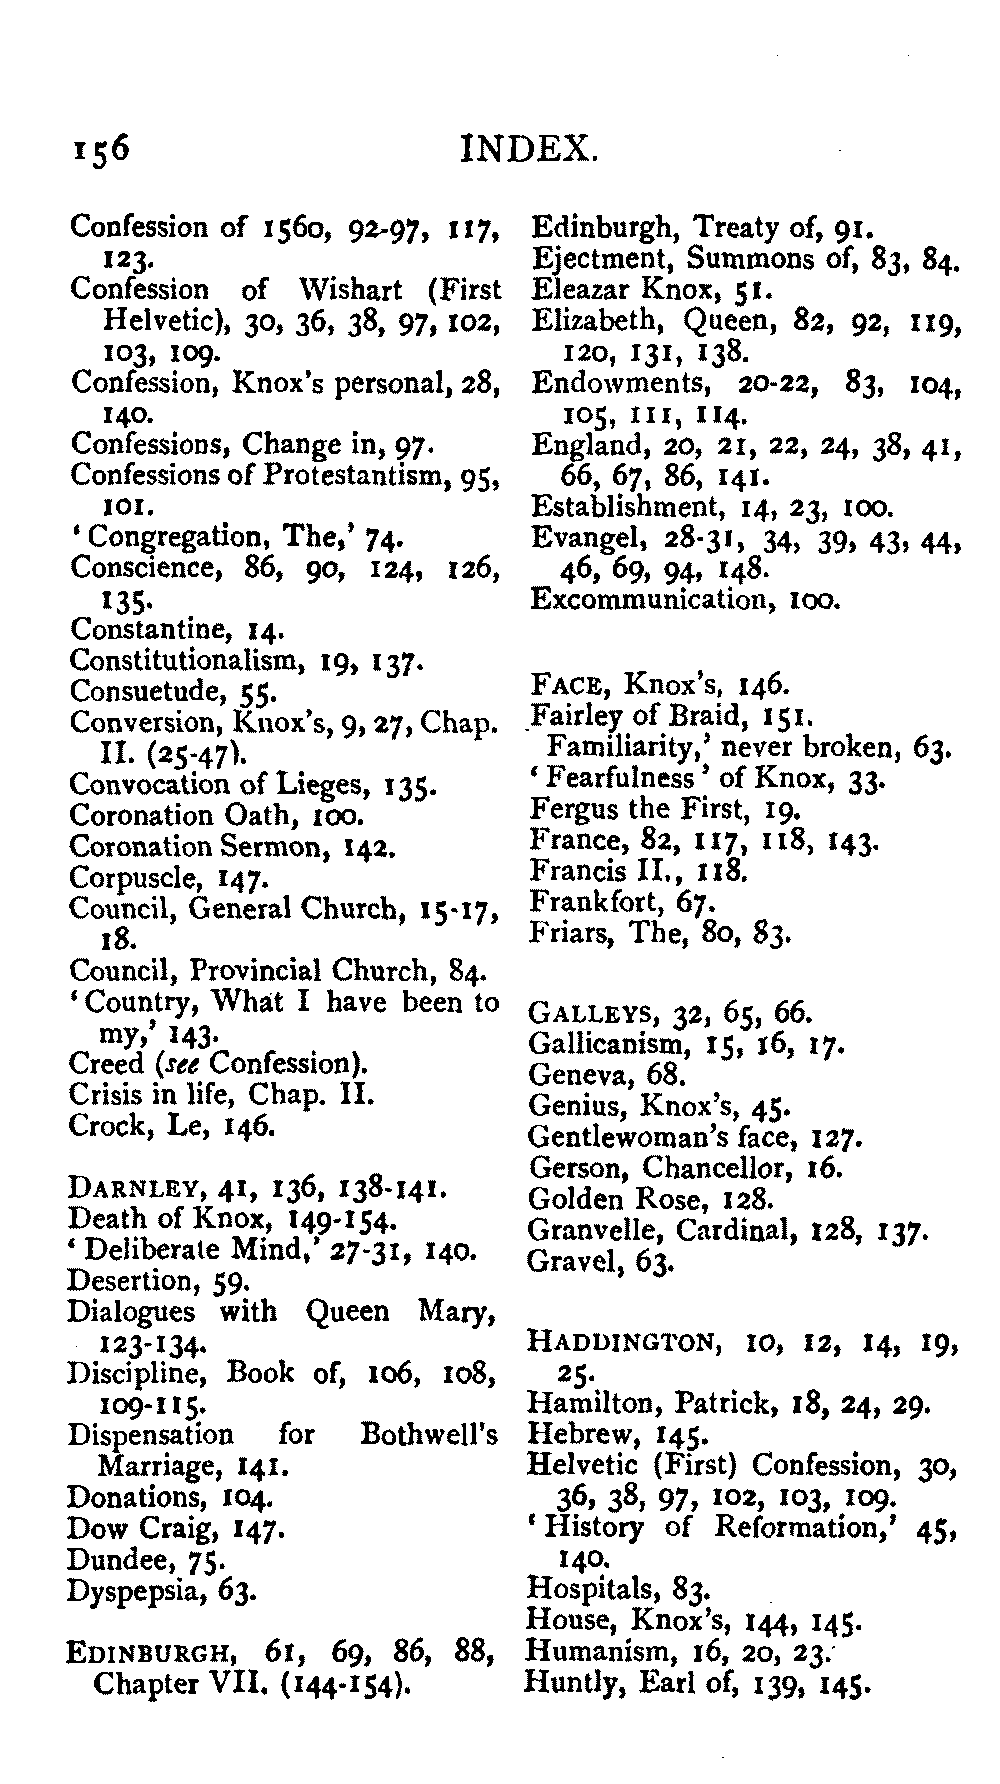 156 INDEX.
Confession of 1560, 92-97, 117,
123.
Confession of Wishart (First
Helvetic), 30, 36, 38, 97, 102,
103, 109.
Confession, Knox's personal, 28,
140.
Confessions, Change in, 97.
Confessions of Protestantism, 95,
101.
' Congregation, The,' 74.
Conscience, 86, 90, 124, 126,
135.
Constantine, 14.
Constitutionalism, 19, 137.
Consuetude, 55.
Conversion, Knox's, 9, 27, Chap.
II. (25-47).
Convocation of Lieges, 135.
Coronation Oath, 100.
Coronation Sermon, 142.
Corpuscle, 147.
Council, General Church, 15-17,
18.
Council, Provincial Church, 84.
' Country, What I have been to
my,' 143.
Creed (see Confession).
Crisis in life, Chap. II.
Crock, Le, 146.
DARNLEY, 41, 136, 138-141.
Death of Knox, 149-154.
' Deliberate Mind,' 27-31, 140.
Desertion, 59.
Dialogues with Queen Mary,
123-134.
Discipline, Book of, 106, 108,
109-115.
Dispensation for Bothwell's
Marriage, 141.
Donations, 104.
Dow Craig, 147.
Dundee, 75.
Dyspepsia, 63.
EDINBURGH, 61, 69, 86, 88,
Chapter VII. (144-154).
Edinburgh, Treaty of, 91.
Ejectment, Summons of, 83, 84.
Eleazar Knox, 51.
Elizabeth, Queen, 82, 92, 119,
120, 131, 138.
Endowments, 20-22, 83, 104,
105, 111, 114.
England, 20, 21, 22, 24, 38, 41,
66, 67, 86, 141.
Establishment, 14, 23, 100.
Evangel, 28-31, 34, 39, 43, 44,
46, 69, 94, 148.
Excommunication, 100.
FACE, Knox's, 146.
Fairley of Braid, 151.
Familiarity,' never broken, 63.
' Fearfulness' of Knox, 33.
Fergus the First, 19.
France, 82, 117, 118, 143.
Francis II., 118.
Frankfort, 67.
Friars, The, 80, 83.
GALLEYS, 32, 65, 66.
Gallicanism, 15, 16, 17.
Geneva, 68.
Genius, Knox's, 45.
Gentlewoman's face, 127.
Gerson, Chancellor, 16.
Golden Rose, 128.
Granvelle, Cardinal, 128, 137.
Gravel, 63.
HADDINGTON, 10, 12, 14, 19,
25.
Hamilton, Patrick, 18, 24, 29.
Hebrew, 145.
Helvetic (First) Confession, 30,
36, 38, 97, 102, 103, 109.
' History of Reformation,' 45,
140.
Hospitals, 83.
House, Knox's, 144, 145.
Humanism, 16, 20, 23.
Huntly, Earl of, 139, 145.